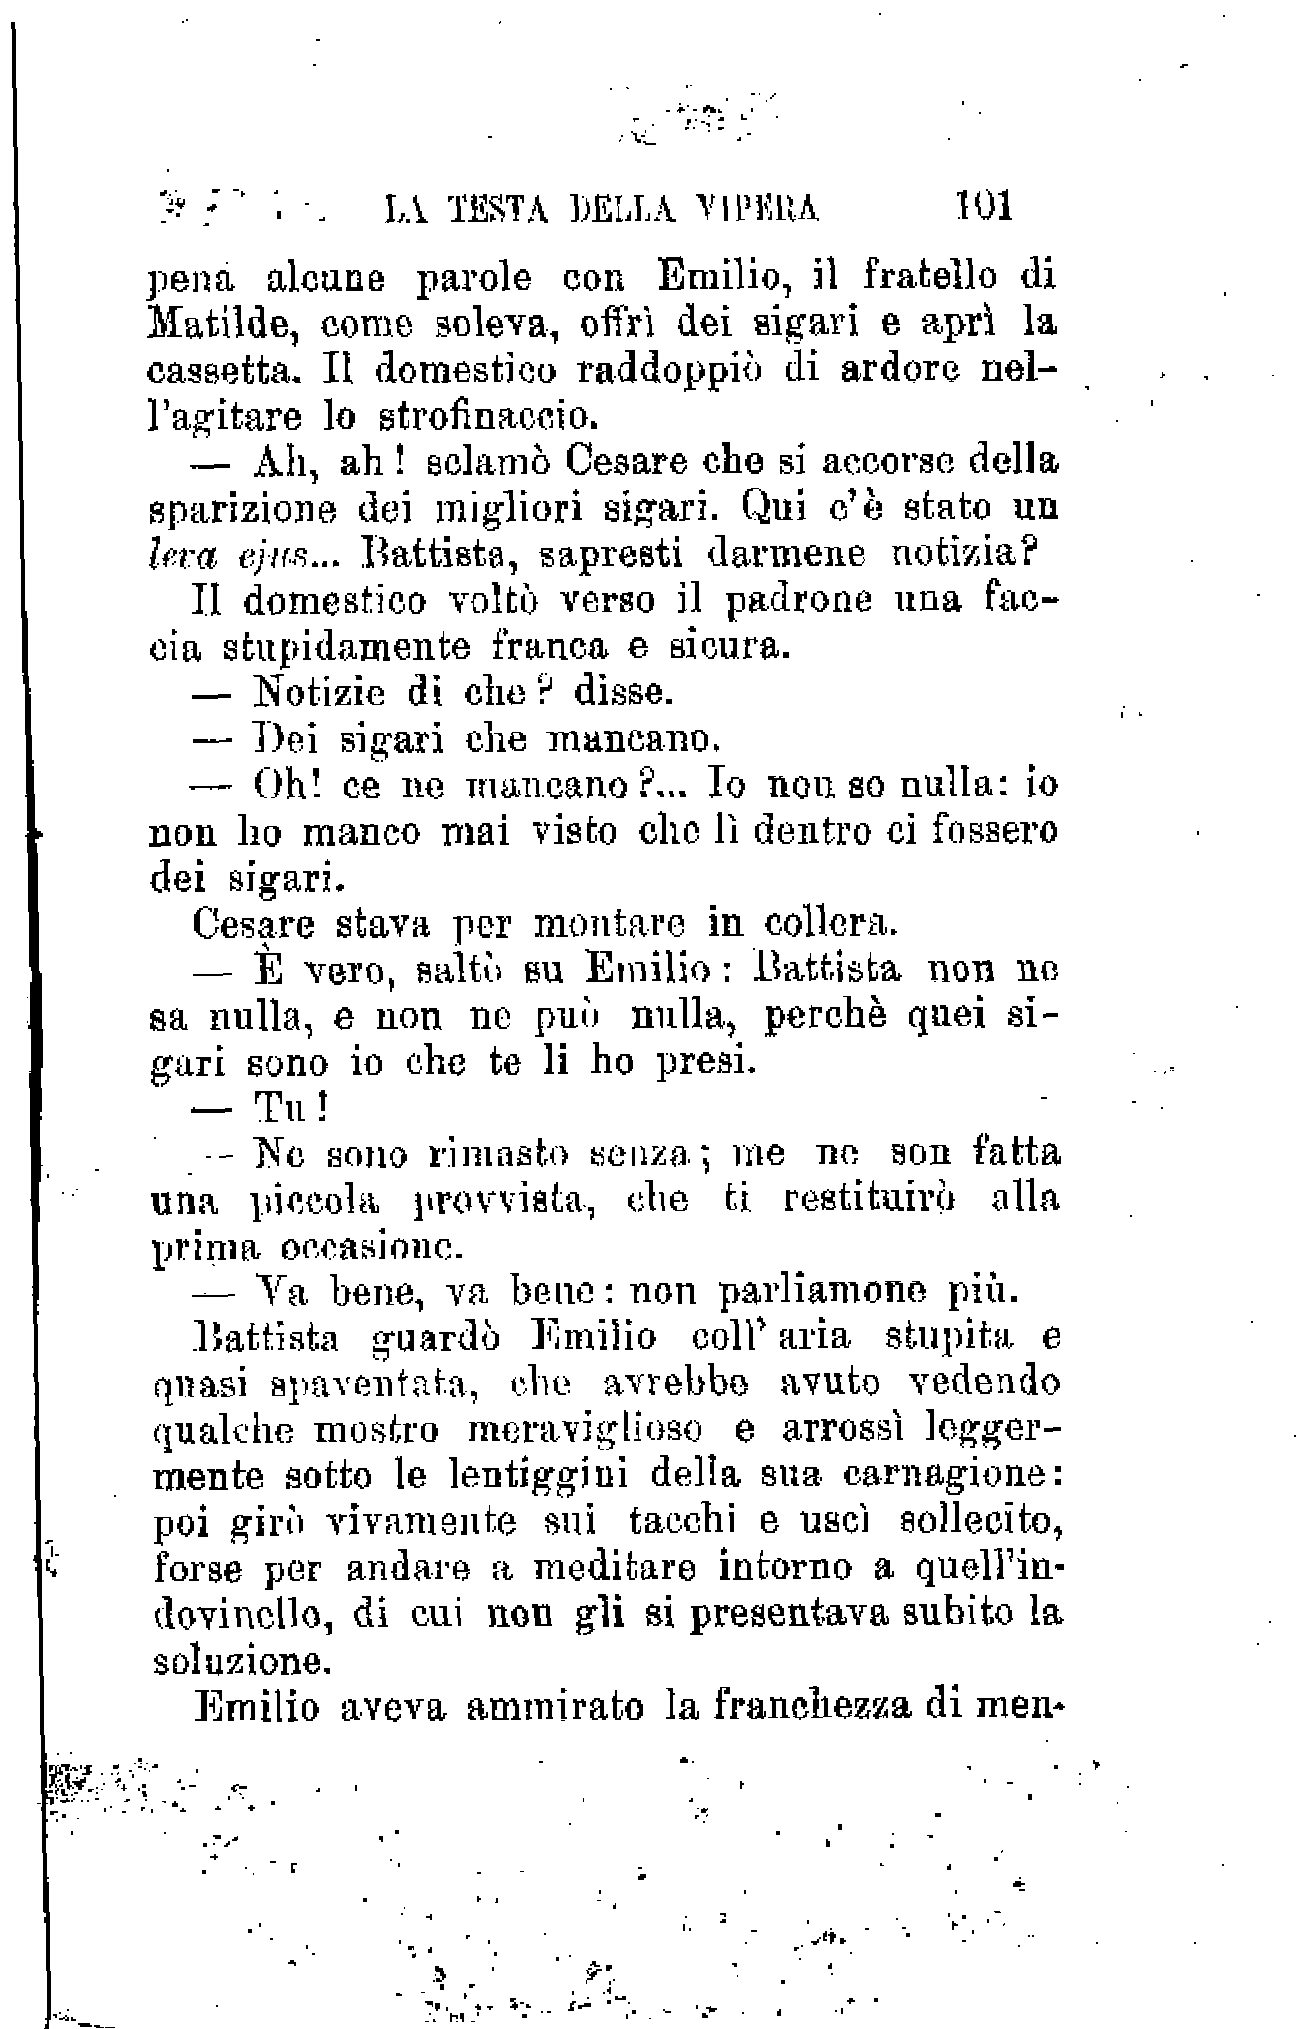 LA TESTA DELLA VIPERA 101
pena alcune parole con Emilio, il fratello di
Matilde, come soleva, offrì dei sigari e aprì la
cassetta. Il domestico raddoppiò di ardore nel-
l'agitare lo strofinaccio.
— Ah, ah! sclamò Cesare che si accorse della
sparizione dei migliori sigari. Qui c'è stato un
leva ejus... Battista, sapresti darmene notizia?
Il domestico voltò verso il padrone una fac-
cia stupidamente franca e sicura.
— Notizie di che? disse.
— Dei sigari che mancano.
— Oh! ce ne mancano?... Io non so nulla: io
non ho manco mai visto che lì dentro ci fossero
dei sigari.
Cesare stava per montare in collera.
— È vero, saltò su Emilio: Battista non ne
sa nulla, e non ne può nulla, perchè quei si-
gari sono io che te li ho presi.
— Tu!
— Ne sono rimasto senza; me ne son fatta
una piccola provvista, che ti restituirò alla
prima occasione.
— Va bene, va bene: non parliamone più.
Battista guardò Emilio coll'aria stupita e
quasi spaventata, che avrebbe avuto vedendo
qualche mostro meraviglioso e arrossì legger-
mente sotto le lentiggini della sua carnagione:
poi girò vivamente sui tacchi e uscì sollecito,
forse per andare a meditare intorno a quell'in-
dovinello, di cui non gli si presentava subito la
soluzione.
Emilio aveva ammirato la franchezza di men-